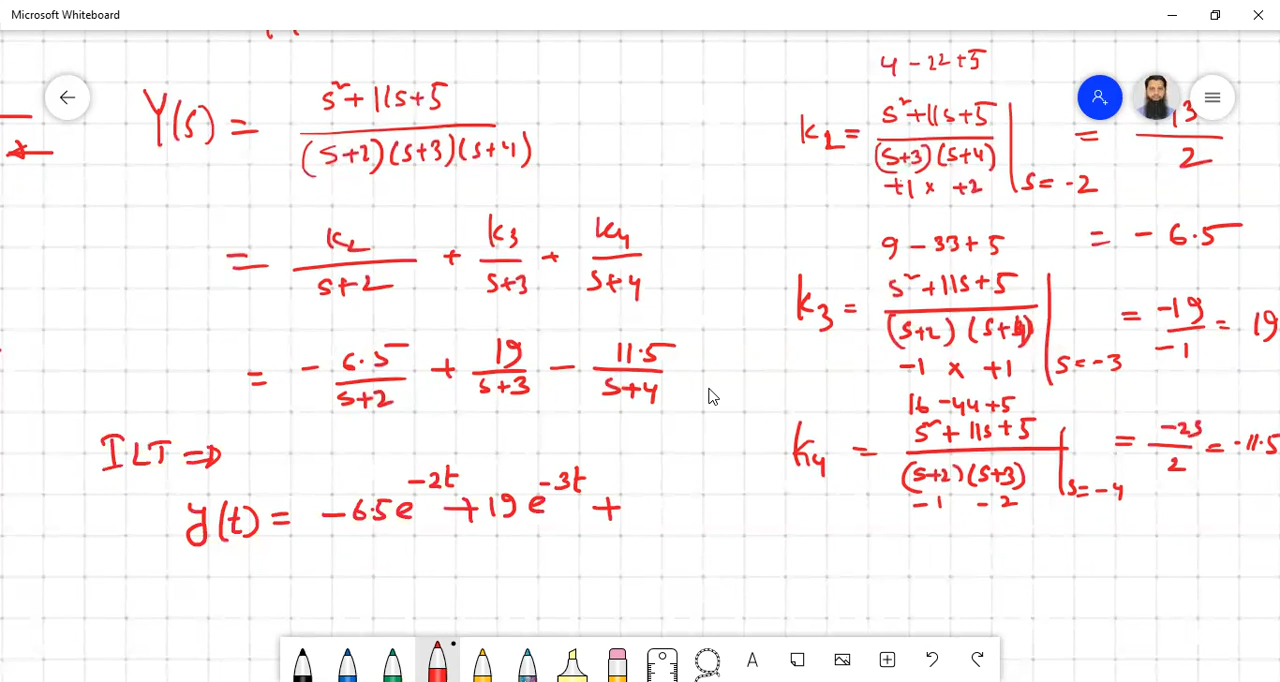 Microsoft Whiteboard
Y(s) = (s²+11s+5) / ((s+2)(s+3)(s+4))
= k₂/(s+2) + k₃/(s+3) + k₄/(s+4)
= - 6.5/(s+2) + 19/(s+3) - 11.5/(s+4)
ILT ⇒
y(t) = -6.5e^(-2t) + 19e^(-3t) +
4 - 22 + 5
k₂ = (s²+11s+5) / ((s+3)(s+4)) | s = -2 = 13/2
+1 × +2
= - 6.5
9 - 33 + 5
k₃ = (s²+11s+5) / ((s+2)(s+4)) | s = -3 = -19/-1 = 19
-1 × +1
16 - 44 + 5
k₄ = (s²+11s+5) / ((s+2)(s+3)) | s = -4 = -23/2 = -11.5
-1 -2
A